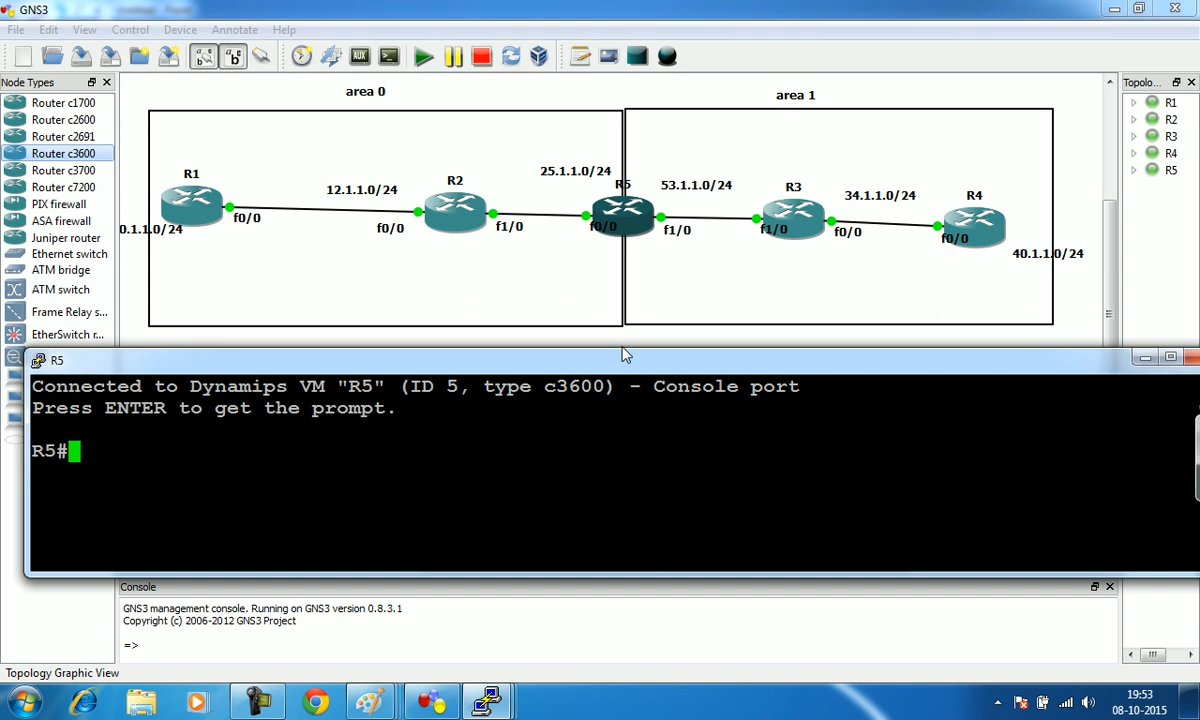 GNS3
File Edit View Control Device Annotate Help
Node Types
Router c1700
Router c2600
Router c2691
Router c3600
Router c3700
Router c7200
PIX firewall
ASA firewall
Juniper router
Ethernet switch
ATM bridge
ATM switch
Frame Relay s...
EtherSwitch r...
area 0
area 1
R1
f0/0
0.1.1.0/24
12.1.1.0/24
f0/0
R2
f1/0
25.1.1.0/24
R5
f0/0
53.1.1.0/24
f1/0
R3
f1/0
f0/0
34.1.1.0/24
R4
f0/0
40.1.1.0/24
Topolo...
R1
R2
R3
R4
R5
R5
Connected to Dynamips VM "R5" (ID 5, type c3600) - Console port
Press ENTER to get the prompt.
R5#
Console
GNS3 management console. Running on GNS3 version 0.8.3.1
Copyright (c) 2006-2012 GNS3 Project
=>
Topology Graphic View
19:53
08-10-2015